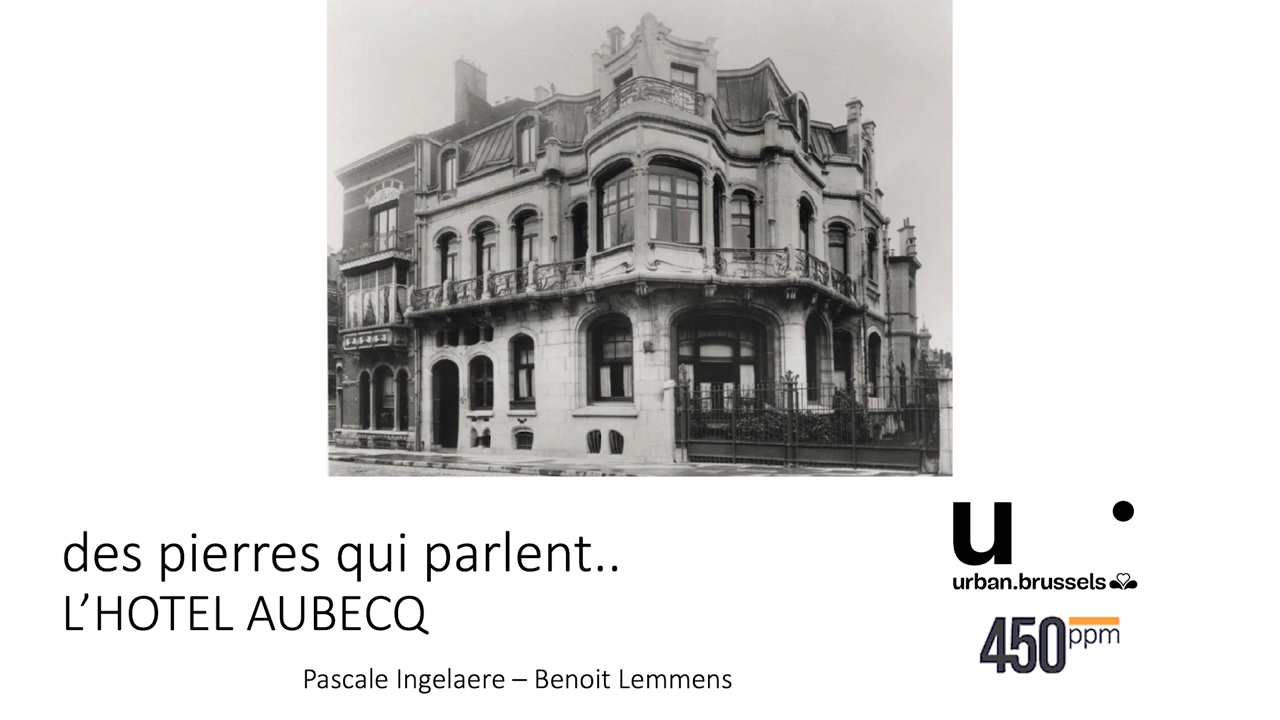 des pierres qui parlent..
L’HOTEL AUBECQ
Pascale Ingelaere – Benoit Lemmens
u
urban.brussels
450ppm